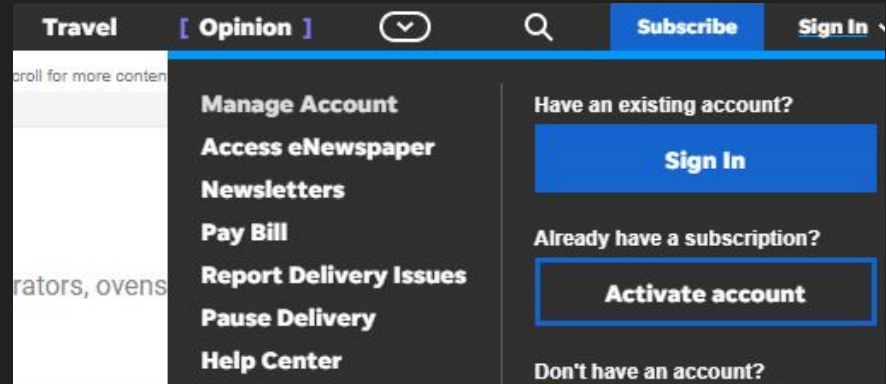 Travel [ Opinion ] Subscribe Sign In
croll for more conten
Manage Account
Access eNewspaper
Newsletters
Pay Bill
Report Delivery Issues
Pause Delivery
Help Center
rators, ovens
Have an existing account?
Sign In
Already have a subscription?
Activate account
Don't have an account?